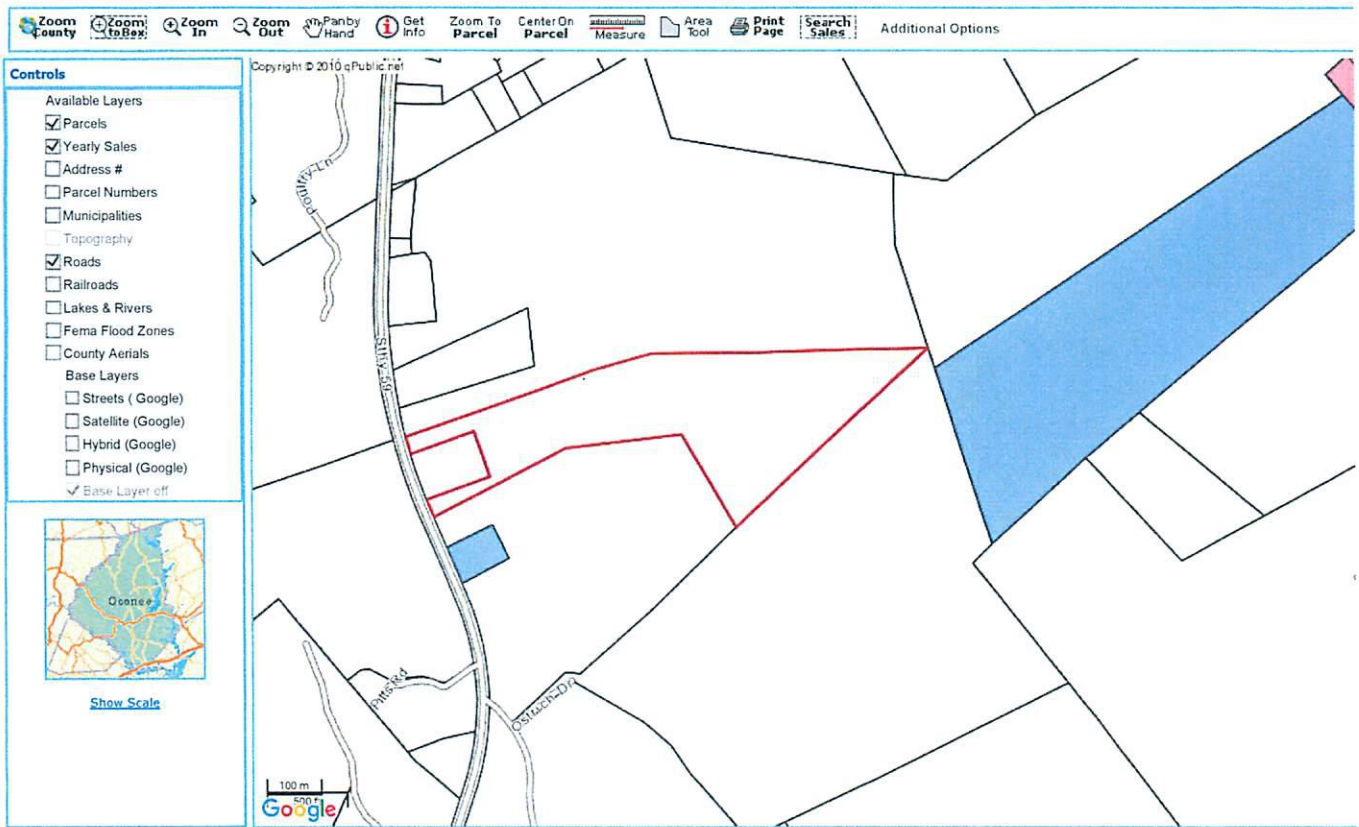 Zoom County
Zoom to Box
Zoom In
Zoom Out
Pan by Hand
Get Info
Zoom To Parcel
Center On Parcel
Measure
Area Tool
Print Page
Search Sales
Additional Options
Controls
Available Layers
Parcels
Yearly Sales
Address #
Parcel Numbers
Municipalities
Topography
Roads
Railroads
Lakes & Rivers
Fema Flood Zones
County Aerials
Base Layers
Streets ( Google)
Satellite (Google)
Hybrid (Google)
Physical (Google)
Base Layer off
Oconee
Show Scale
Copyright © 2010 qPublic.net
Poultry-Ln
Pitts-Rd
100 m
500 ft
Google